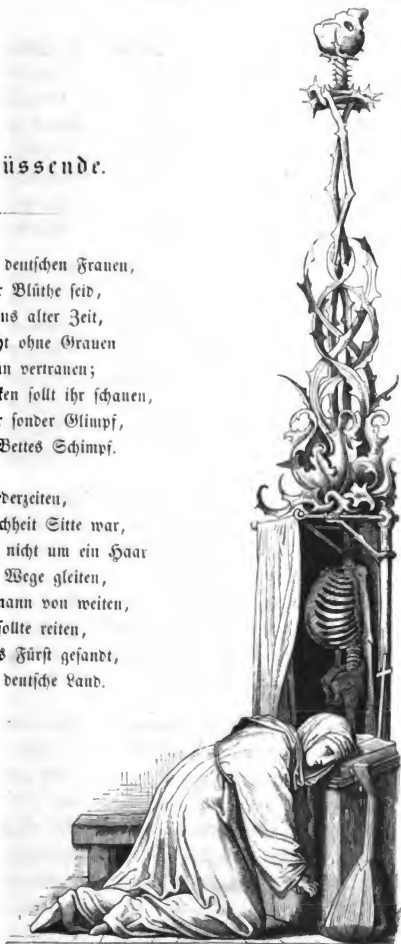 üssende.
deutschen Frauen,
r Blüthe seid,
us alter Zeit,
ht ohne Grauen
nn vertrauen;
ken sollt ihr schauen,
r sonder Glimpf,
Bettes Schimpf.
derzeiten,
chheit Sitte war,
nicht um ein Haar
Wege gleiten,
mann von weiten,
sollte reiten,
s Fürst gesandt,
deutsche Land.